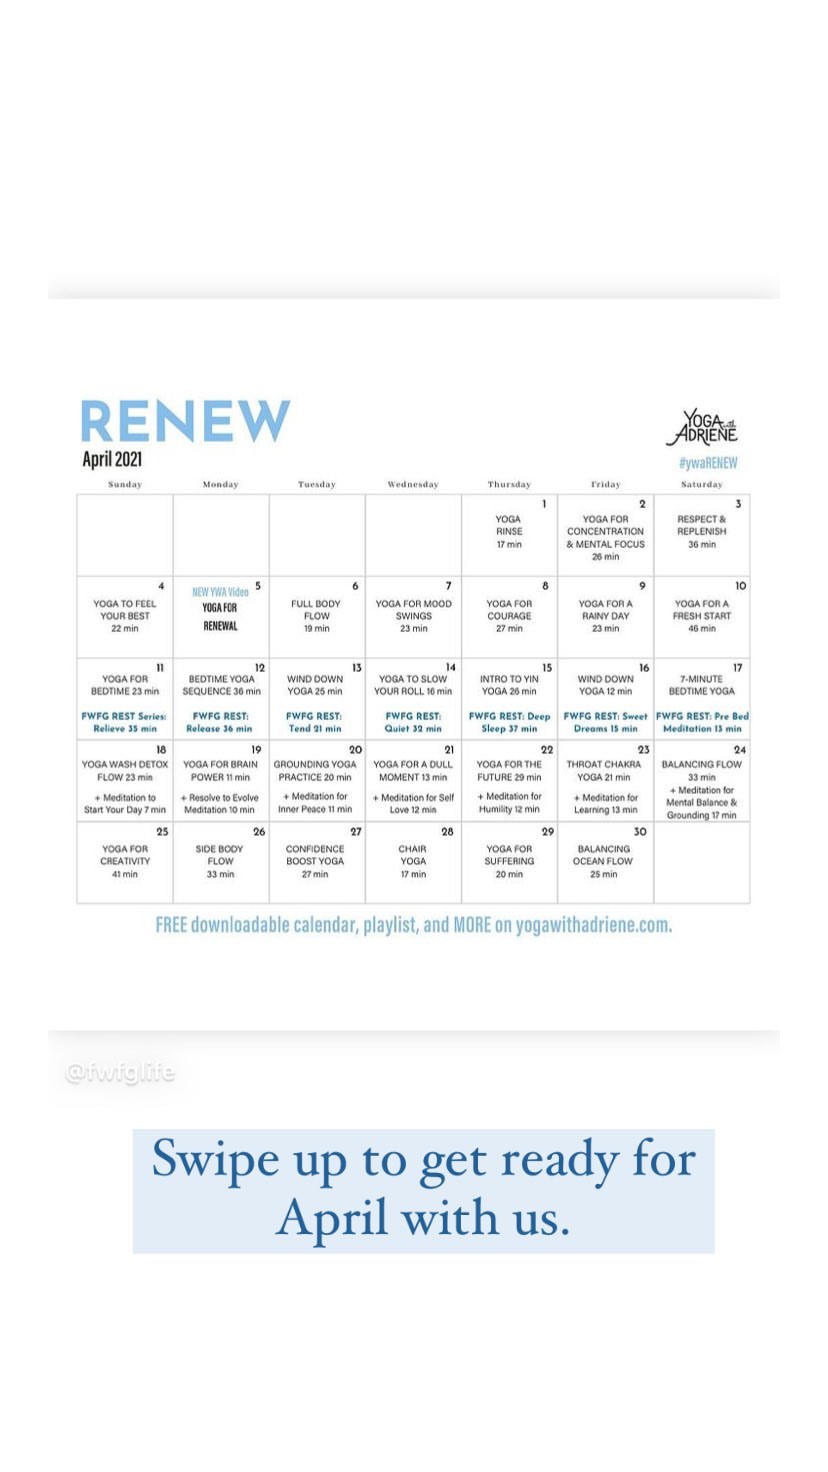 RENEW
April 2021
YOGA with
ADRIENE
#ywaRENEW
Sunday Monday Tuesday Wednesday Thursday Friday Saturday
1
YOGA
RINSE
17 min
2
YOGA FOR
CONCENTRATION
& MENTAL FOCUS
26 min
3
RESPECT &
REPLENISH
36 min
4
YOGA TO FEEL
YOUR BEST
22 min
NEW YWA Video 5
YOGA FOR
RENEWAL
6
FULL BODY
FLOW
19 min
7
YOGA FOR MOOD
SWINGS
23 min
8
YOGA FOR
COURAGE
27 min
9
YOGA FOR A
RAINY DAY
23 min
10
YOGA FOR A
FRESH START
46 min
11
YOGA FOR
BEDTIME 23 min
FWFG REST Series:
Relieve 35 min
12
BEDTIME YOGA
SEQUENCE 36 min
FWFG REST:
Release 36 min
13
WIND DOWN
YOGA 25 min
FWFG REST:
Tend 21 min
14
YOGA TO SLOW
YOUR ROLL 16 min
FWFG REST:
Quiet 32 min
15
INTRO TO YIN
YOGA 26 min
FWFG REST: Deep
Sleep 37 min
16
WIND DOWN
YOGA 12 min
FWFG REST: Sweet
Dreams 15 min
17
7-MINUTE
BEDTIME YOGA
FWFG REST: Pre Bed
Meditation 13 min
18
YOGA WASH DETOX
FLOW 23 min
+ Meditation to
Start Your Day 7 min
19
YOGA FOR BRAIN
POWER 11 min
+ Resolve to Evolve
Meditation 10 min
20
GROUNDING YOGA
PRACTICE 20 min
+ Meditation for
Inner Peace 11 min
21
YOGA FOR A DULL
MOMENT 13 min
+ Meditation for Self
Love 12 min
22
YOGA FOR THE
FUTURE 29 min
+ Meditation for
Humility 12 min
23
THROAT CHAKRA
YOGA 21 min
+ Meditation for
Learning 13 min
24
BALANCING FLOW
33 min
+ Meditation for
Mental Balance &
Grounding 17 min
25
YOGA FOR
CREATIVITY
41 min
26
SIDE BODY
FLOW
33 min
27
CONFIDENCE
BOOST YOGA
27 min
28
CHAIR
YOGA
17 min
29
YOGA FOR
SUFFERING
20 min
30
BALANCING
OCEAN FLOW
25 min
FREE downloadable calendar, playlist, and MORE on yogawithadriene.com.
@fwfglife
Swipe up to get ready for
April with us.